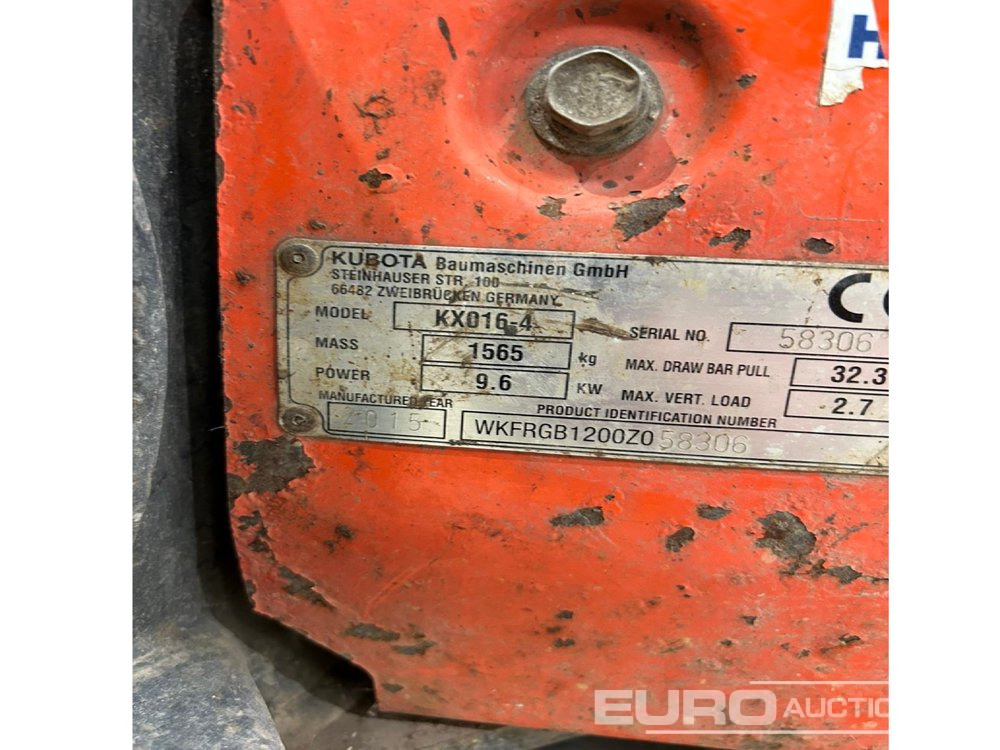 H
KUBOTA Baumaschinen GmbH
STEINHAUSER STR. 100
66482 ZWEIBRÜCKEN GERMANY
MODEL KX016-4
MASS 1565 kg
POWER 9.6 KW
MANUFACTURED YEAR
2015
SERIAL NO. 58306
MAX. DRAW BAR PULL 32.3
MAX. VERT. LOAD 2.7
PRODUCT IDENTIFICATION NUMBER
WKFRGB1200Z058306
CE
EURO AUCTIO